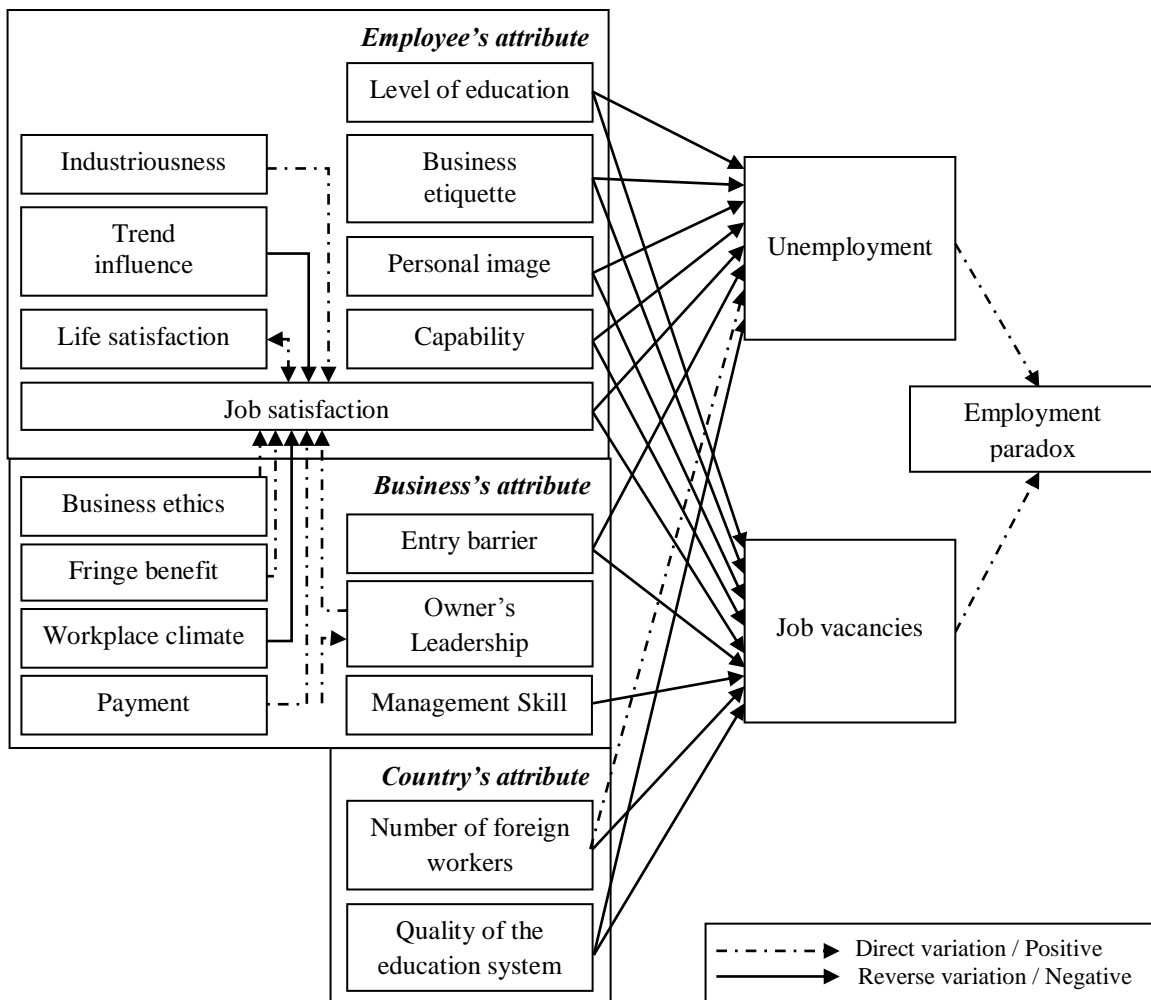 Employee's attribute
Level of education
Industriousness
Business
etiquette
Trend
influence
Personal image
Life satisfaction
Capability
Job satisfaction
Business's attribute
Business ethics
Entry barrier
Fringe benefit
Owner's
Leadership
Workplace climate
Payment
Management Skill
Country's attribute
Number of foreign
workers
Quality of the
education system
Unemployment
Job vacancies
Employment
paradox
Direct variation / Positive
Reverse variation / Negative